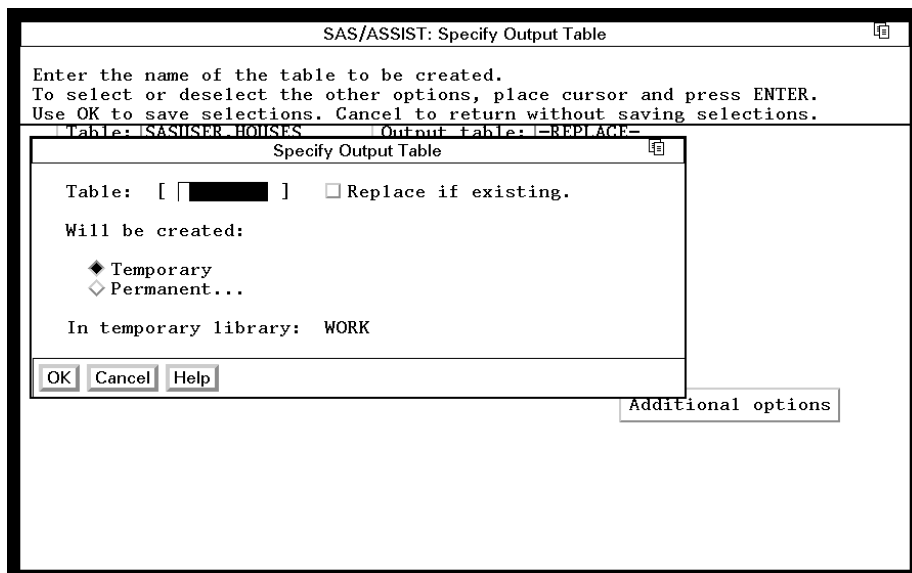 SAS/ASSIST: Specify Output Table
Enter the name of the table to be created.
To select or deselect the other options, place cursor and press ENTER.
Use OK to save selections. Cancel to return without saving selections.
Table: SASUSER.HOUSES Output table: -REPLACE-
Specify Output Table
Table: [ ] Replace if existing.
Will be created:
Temporary
Permanent...
In temporary library: WORK
OK Cancel Help
Additional options